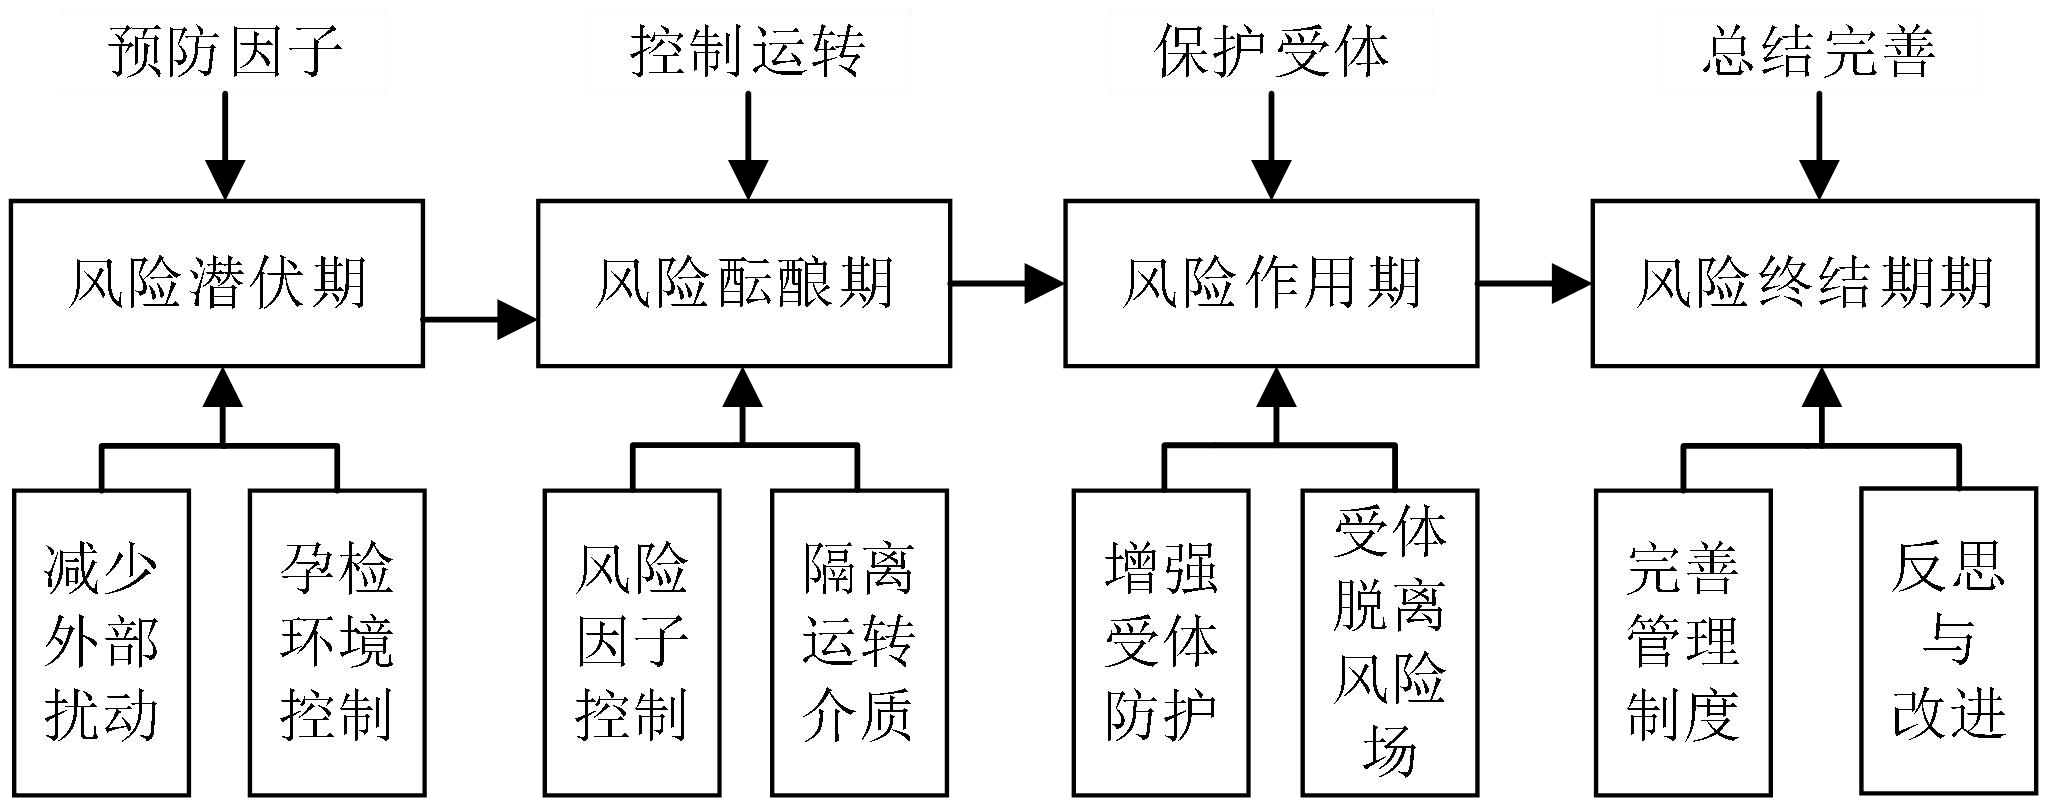 预防因子
控制运转
保护受体
总结完善
风险潜伏期
风险酝酿期
风险作用期
风险终结期期
减少
外部
扰动
孕检
环境
控制
风险
因子
控制
隔离
运转
介质
增强
受体
防护
受体
脱离
风险
场
完善
管理
制度
反思
与
改进